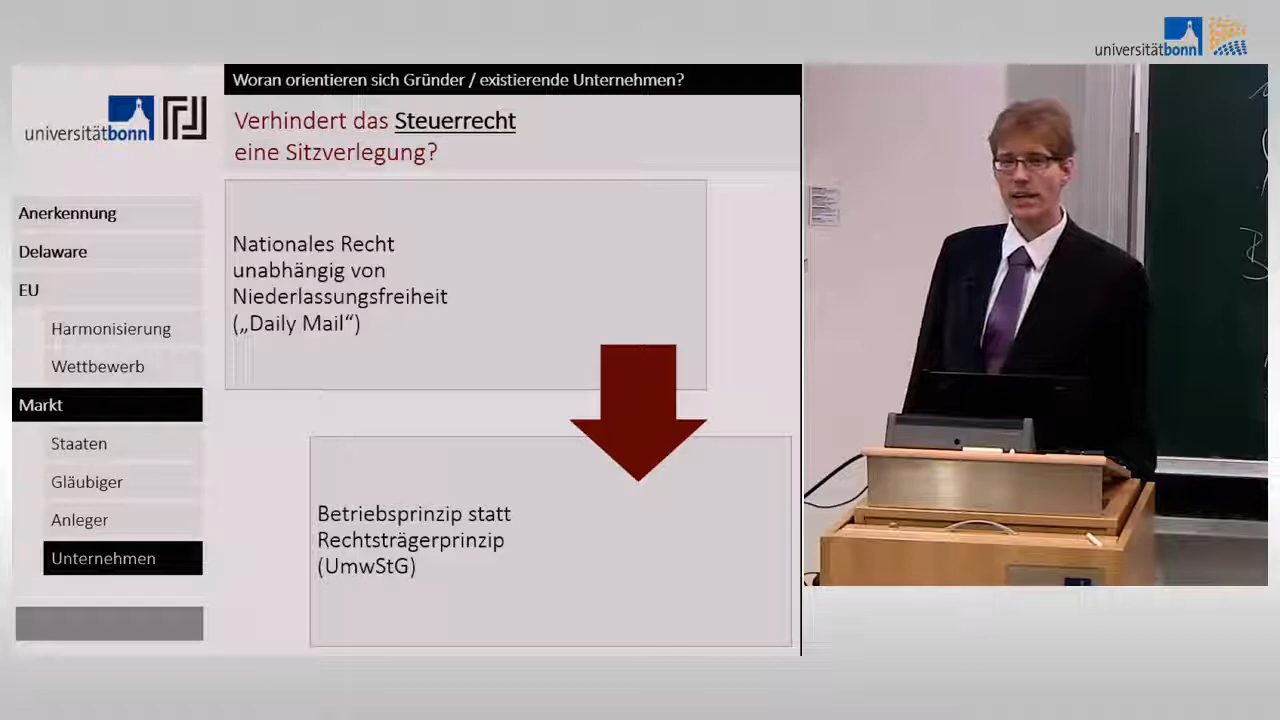 universitätbonn
Woran orientieren sich Gründer / existierende Unternehmen?
universitätbonn
Verhindert das Steuerrecht
eine Sitzverlegung?
Anerkennung
Delaware
EU
Harmonisierung
Wettbewerb
Markt
Staaten
Gläubiger
Anleger
Unternehmen
Nationales Recht
unabhängig von
Niederlassungsfreiheit
(„Daily Mail“)
Betriebsprinzip statt
Rechtsträgerprinzip
(UmwStG)